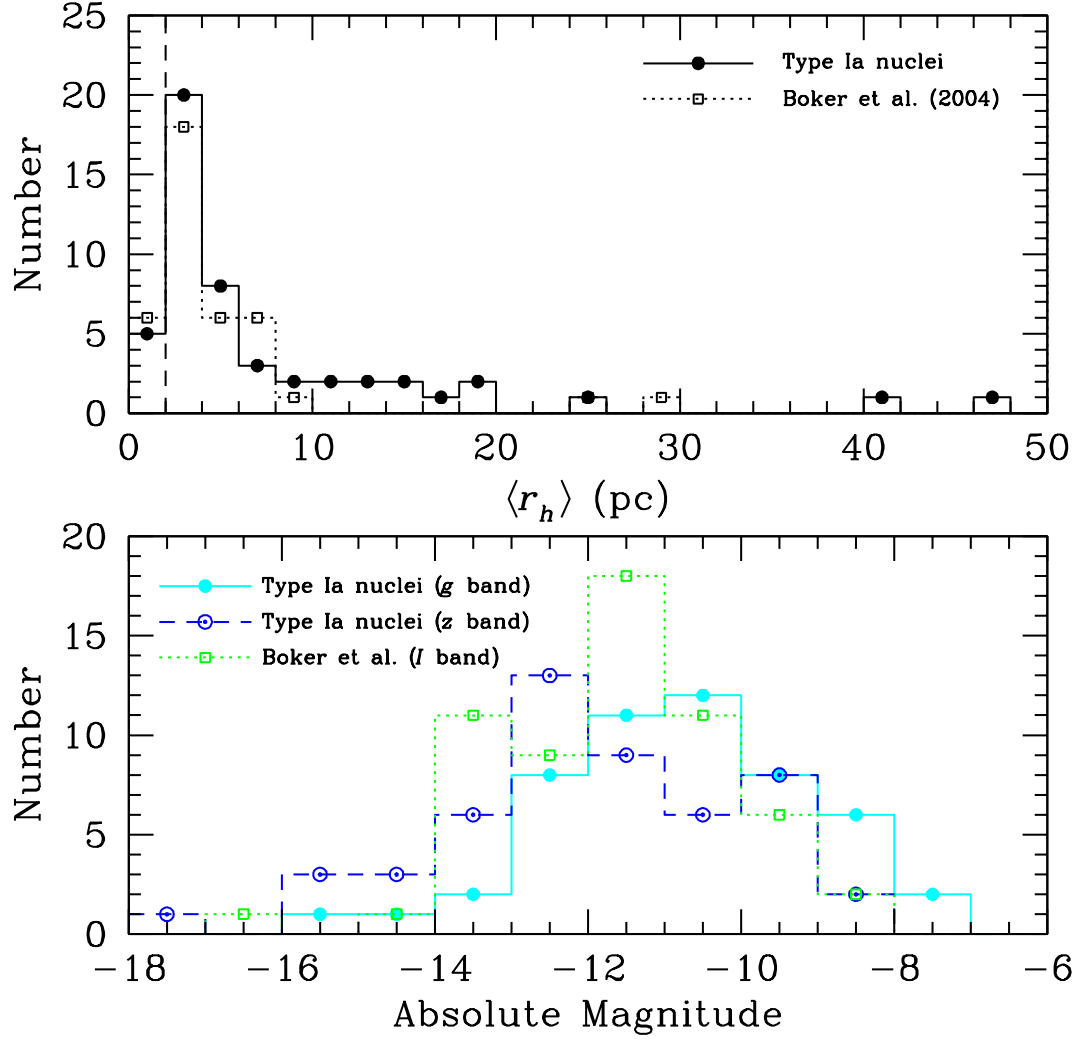 25
20
15
10
5
0
Number
Type Ia nuclei
Boker et al. (2004)
0 10 20 30 40 50
⟨r_h⟩ (pc)
20
15
10
5
0
Number
Type Ia nuclei (g band)
Type Ia nuclei (z band)
Boker et al. (I band)
−18 −16 −14 −12 −10 −8 −6
Absolute Magnitude